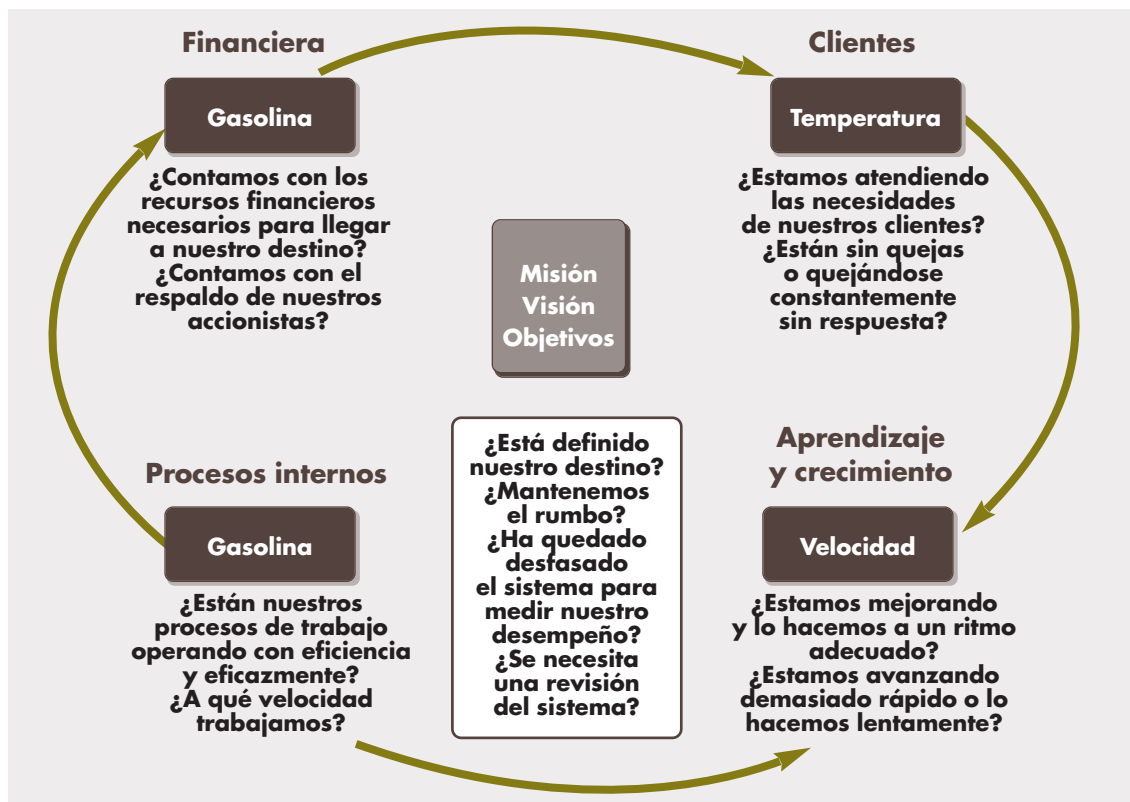 Financiera
Gasolina
¿Contamos con los
recursos financieros
necesarios para llegar
a nuestro destino?
¿Contamos con el
respaldo de nuestros
accionistas?
Clientes
Temperatura
¿Estamos atendiendo
las necesidades
de nuestros clientes?
¿Están sin quejas
o quejándose
constantemente
sin respuesta?
Misión
Visión
Objetivos
Procesos internos
Gasolina
¿Están nuestros
procesos de trabajo
operando con eficiencia
y eficazmente?
¿A qué velocidad
trabajamos?
¿Está definido
nuestro destino?
¿Mantenemos
el rumbo?
¿Ha quedado
desfasado
el sistema para
medir nuestro
desempeño?
¿Se necesita
una revisión
del sistema?
Aprendizaje
y crecimiento
Velocidad
¿Estamos mejorando
y lo hacemos a un ritmo
adecuado?
¿Estamos avanzando
demasiado rápido o lo
hacemos lentamente?